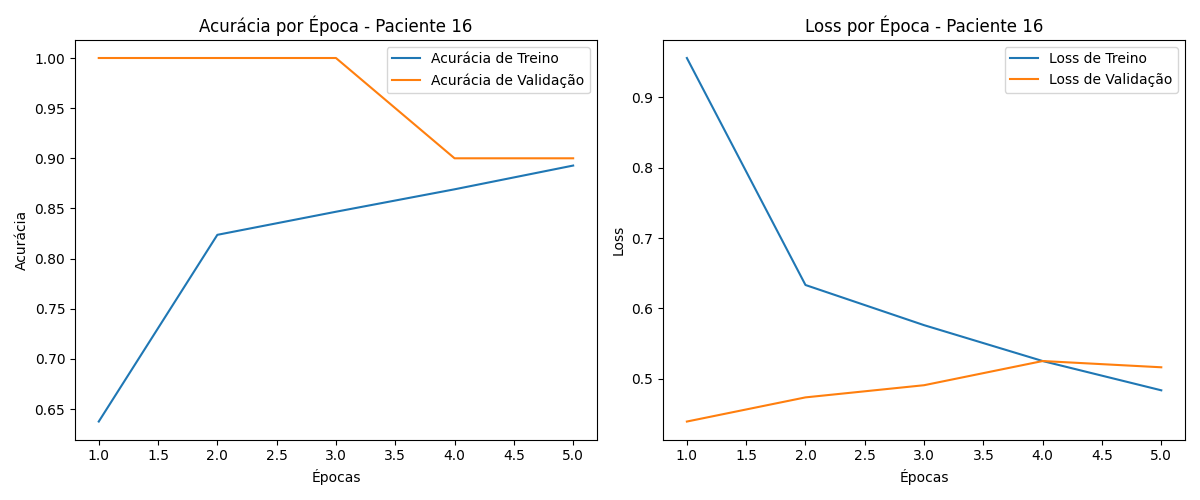 Acurácia por Época - Paciente 16
Acurácia de Treino
Acurácia de Validação
1.00
0.95
0.90
0.85
0.80
0.75
0.70
0.65
Acurácia
1.0 1.5 2.0 2.5 3.0 3.5 4.0 4.5 5.0
Épocas
Loss por Época - Paciente 16
Loss de Treino
Loss de Validação
0.9
0.8
0.7
0.6
0.5
Loss
1.0 1.5 2.0 2.5 3.0 3.5 4.0 4.5 5.0
Épocas